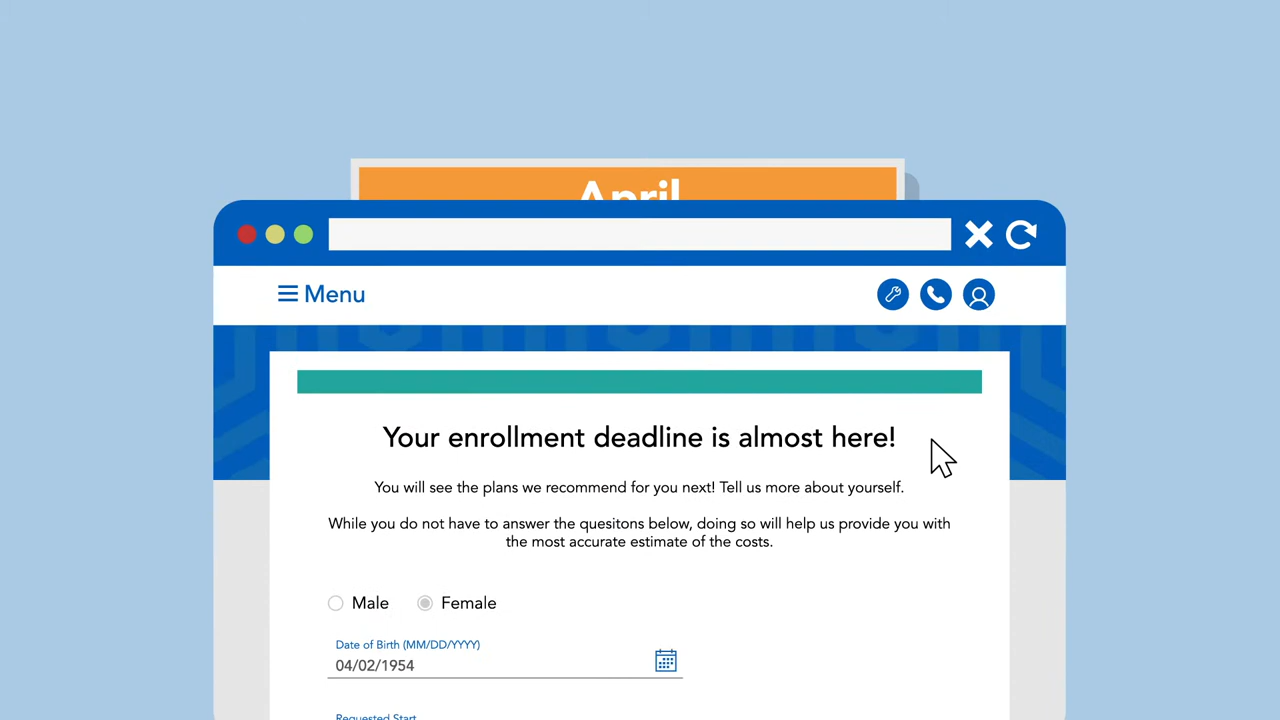 April
Menu
Your enrollment deadline is almost here!
You will see the plans we recommend for you next! Tell us more about yourself.
While you do not have to answer the quesitons below, doing so will help us provide you with
the most accurate estimate of the costs.
Male Female
Date of Birth (MM/DD/YYYY)
04/02/1954
Requested Start